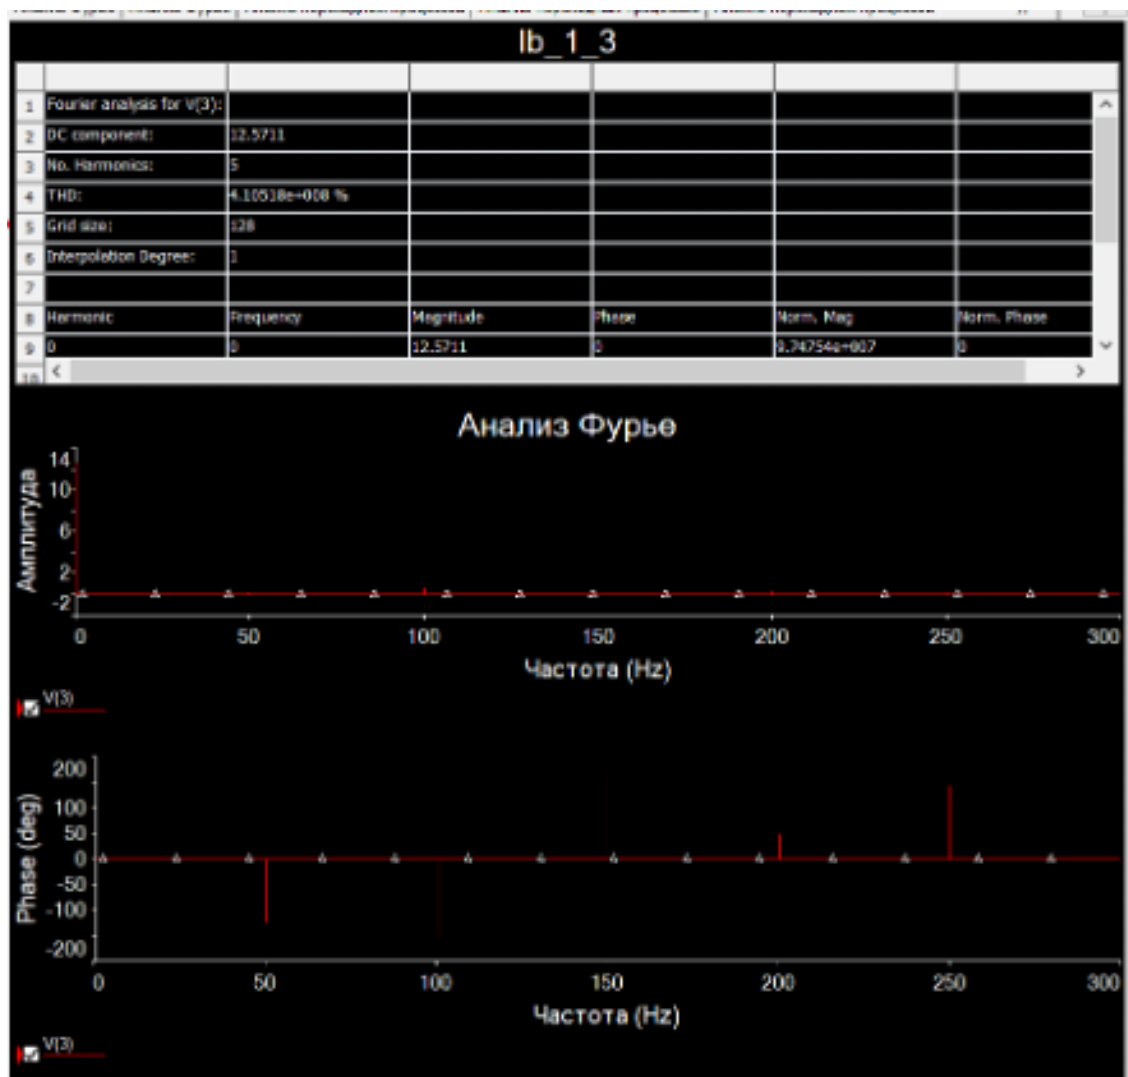 lb_1_3
1 Fourier analysis for V(3):
2 DC component: 12.5711
3 No. Harmonics: 5
4 THD: 4.10518e+008 %
5 Grid size: 128
6 Interpolation Degree: 1
7
8 Harmonic Frequency Magnitude Phase Norm. Mag Norm. Phase
9 0 0 12.5711 0 9.74754e+007 0
10
Анализ Фурье
Амплитуда
14
10
6
2
-2
0 50 100 150 200 250 300
Частота (Hz)
V(3)
Phase (deg)
200
100
50
0
-50
-100
-200
0 50 100 150 200 250 300
Частота (Hz)
V(3)